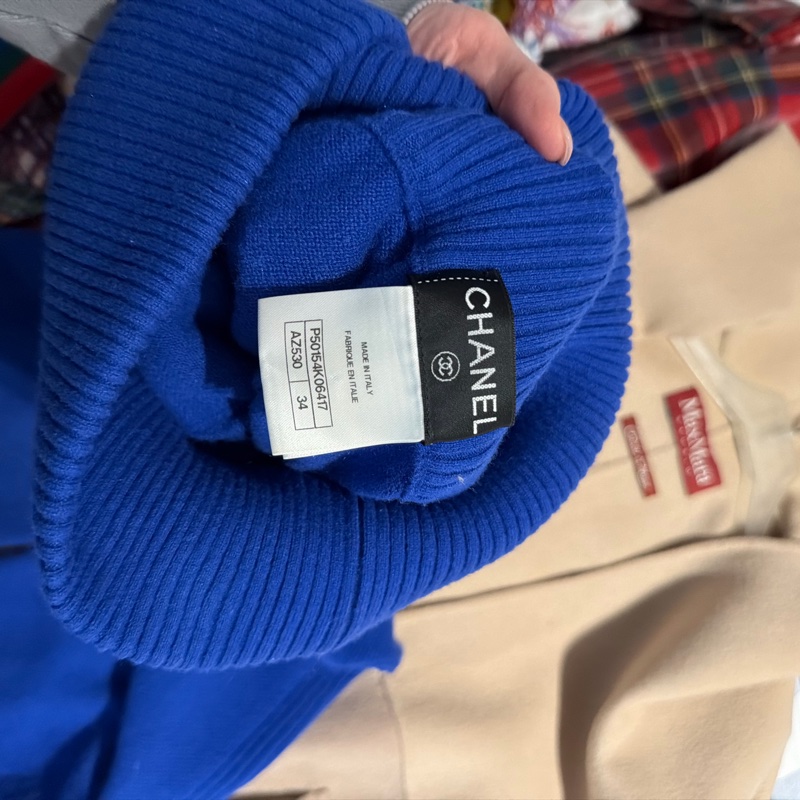 CHANEL
MADE IN ITALY
FABRIQUE EN ITALIE
P50154K06417
AZ530 34
MaxMara